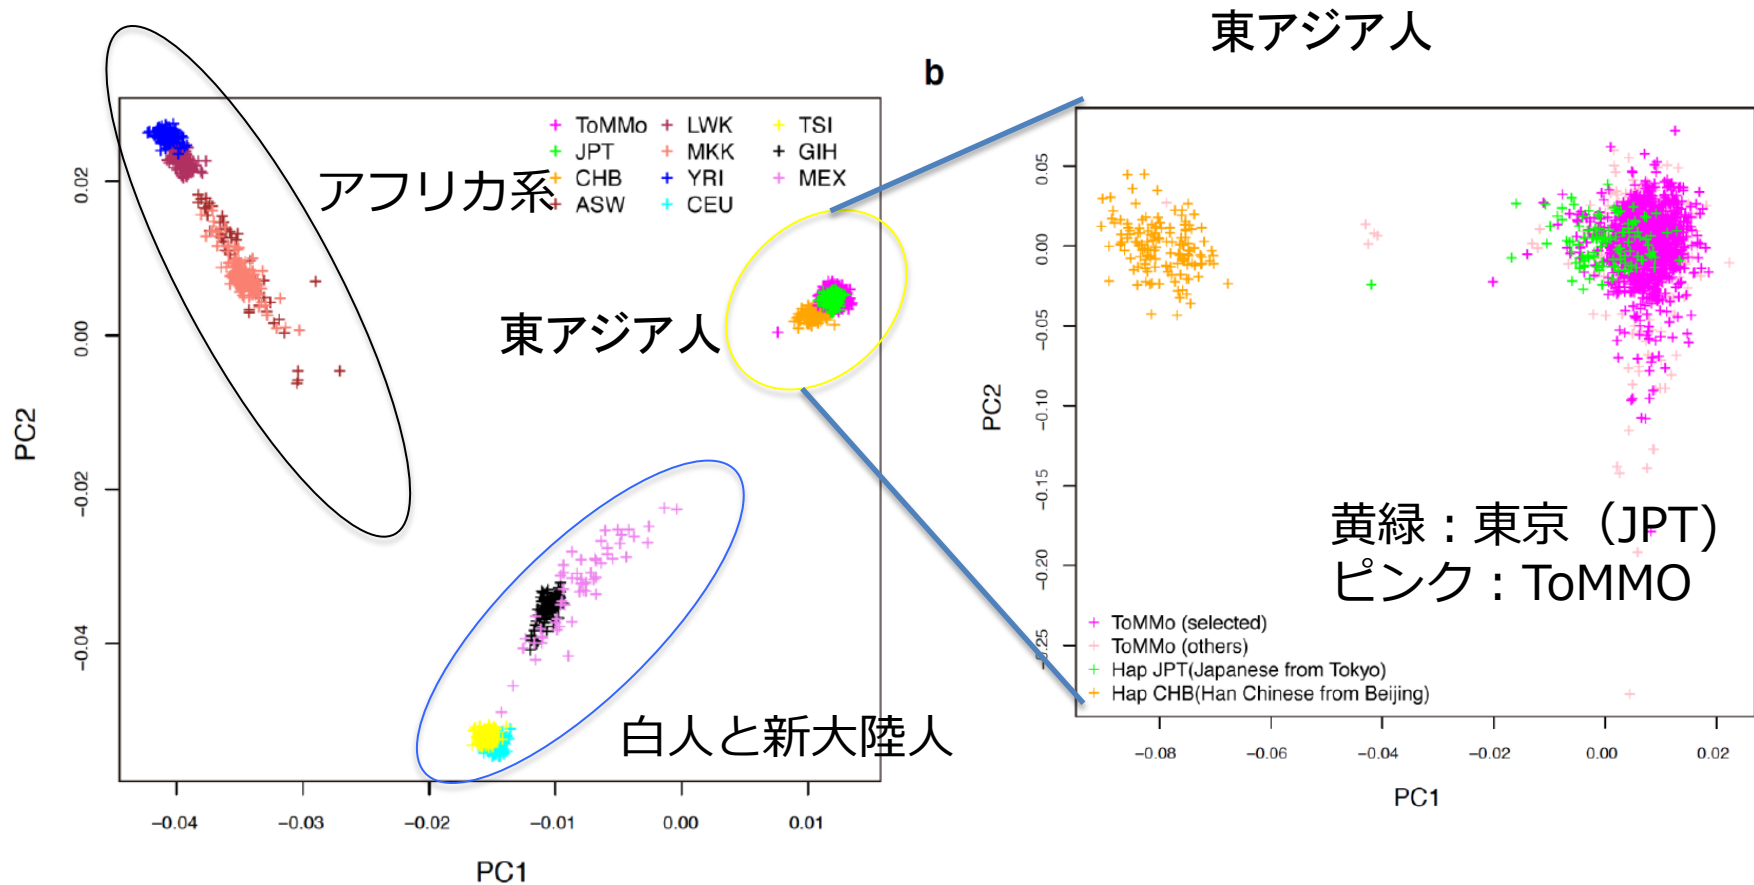 東アジア人
b
ToMMo LWK TSI
JPT MKK GIH
CHB YRI MEX
ASW CEU
アフリカ系
東アジア人
白人と新大陸人
PC2
0.02
0.00
−0.02
−0.04
−0.04 −0.03 −0.02 −0.01 0.00 0.01
PC1
PC2
0.05
0.00
−0.05
−0.10
−0.15
−0.20
−0.25
黄緑：東京（JPT)
ピンク：ToMMO
ToMMo (selected)
ToMMo (others)
Hap JPT(Japanese from Tokyo)
Hap CHB(Han Chinese from Beijing)
−0.08 −0.06 −0.04 −0.02 0.00 0.02
PC1